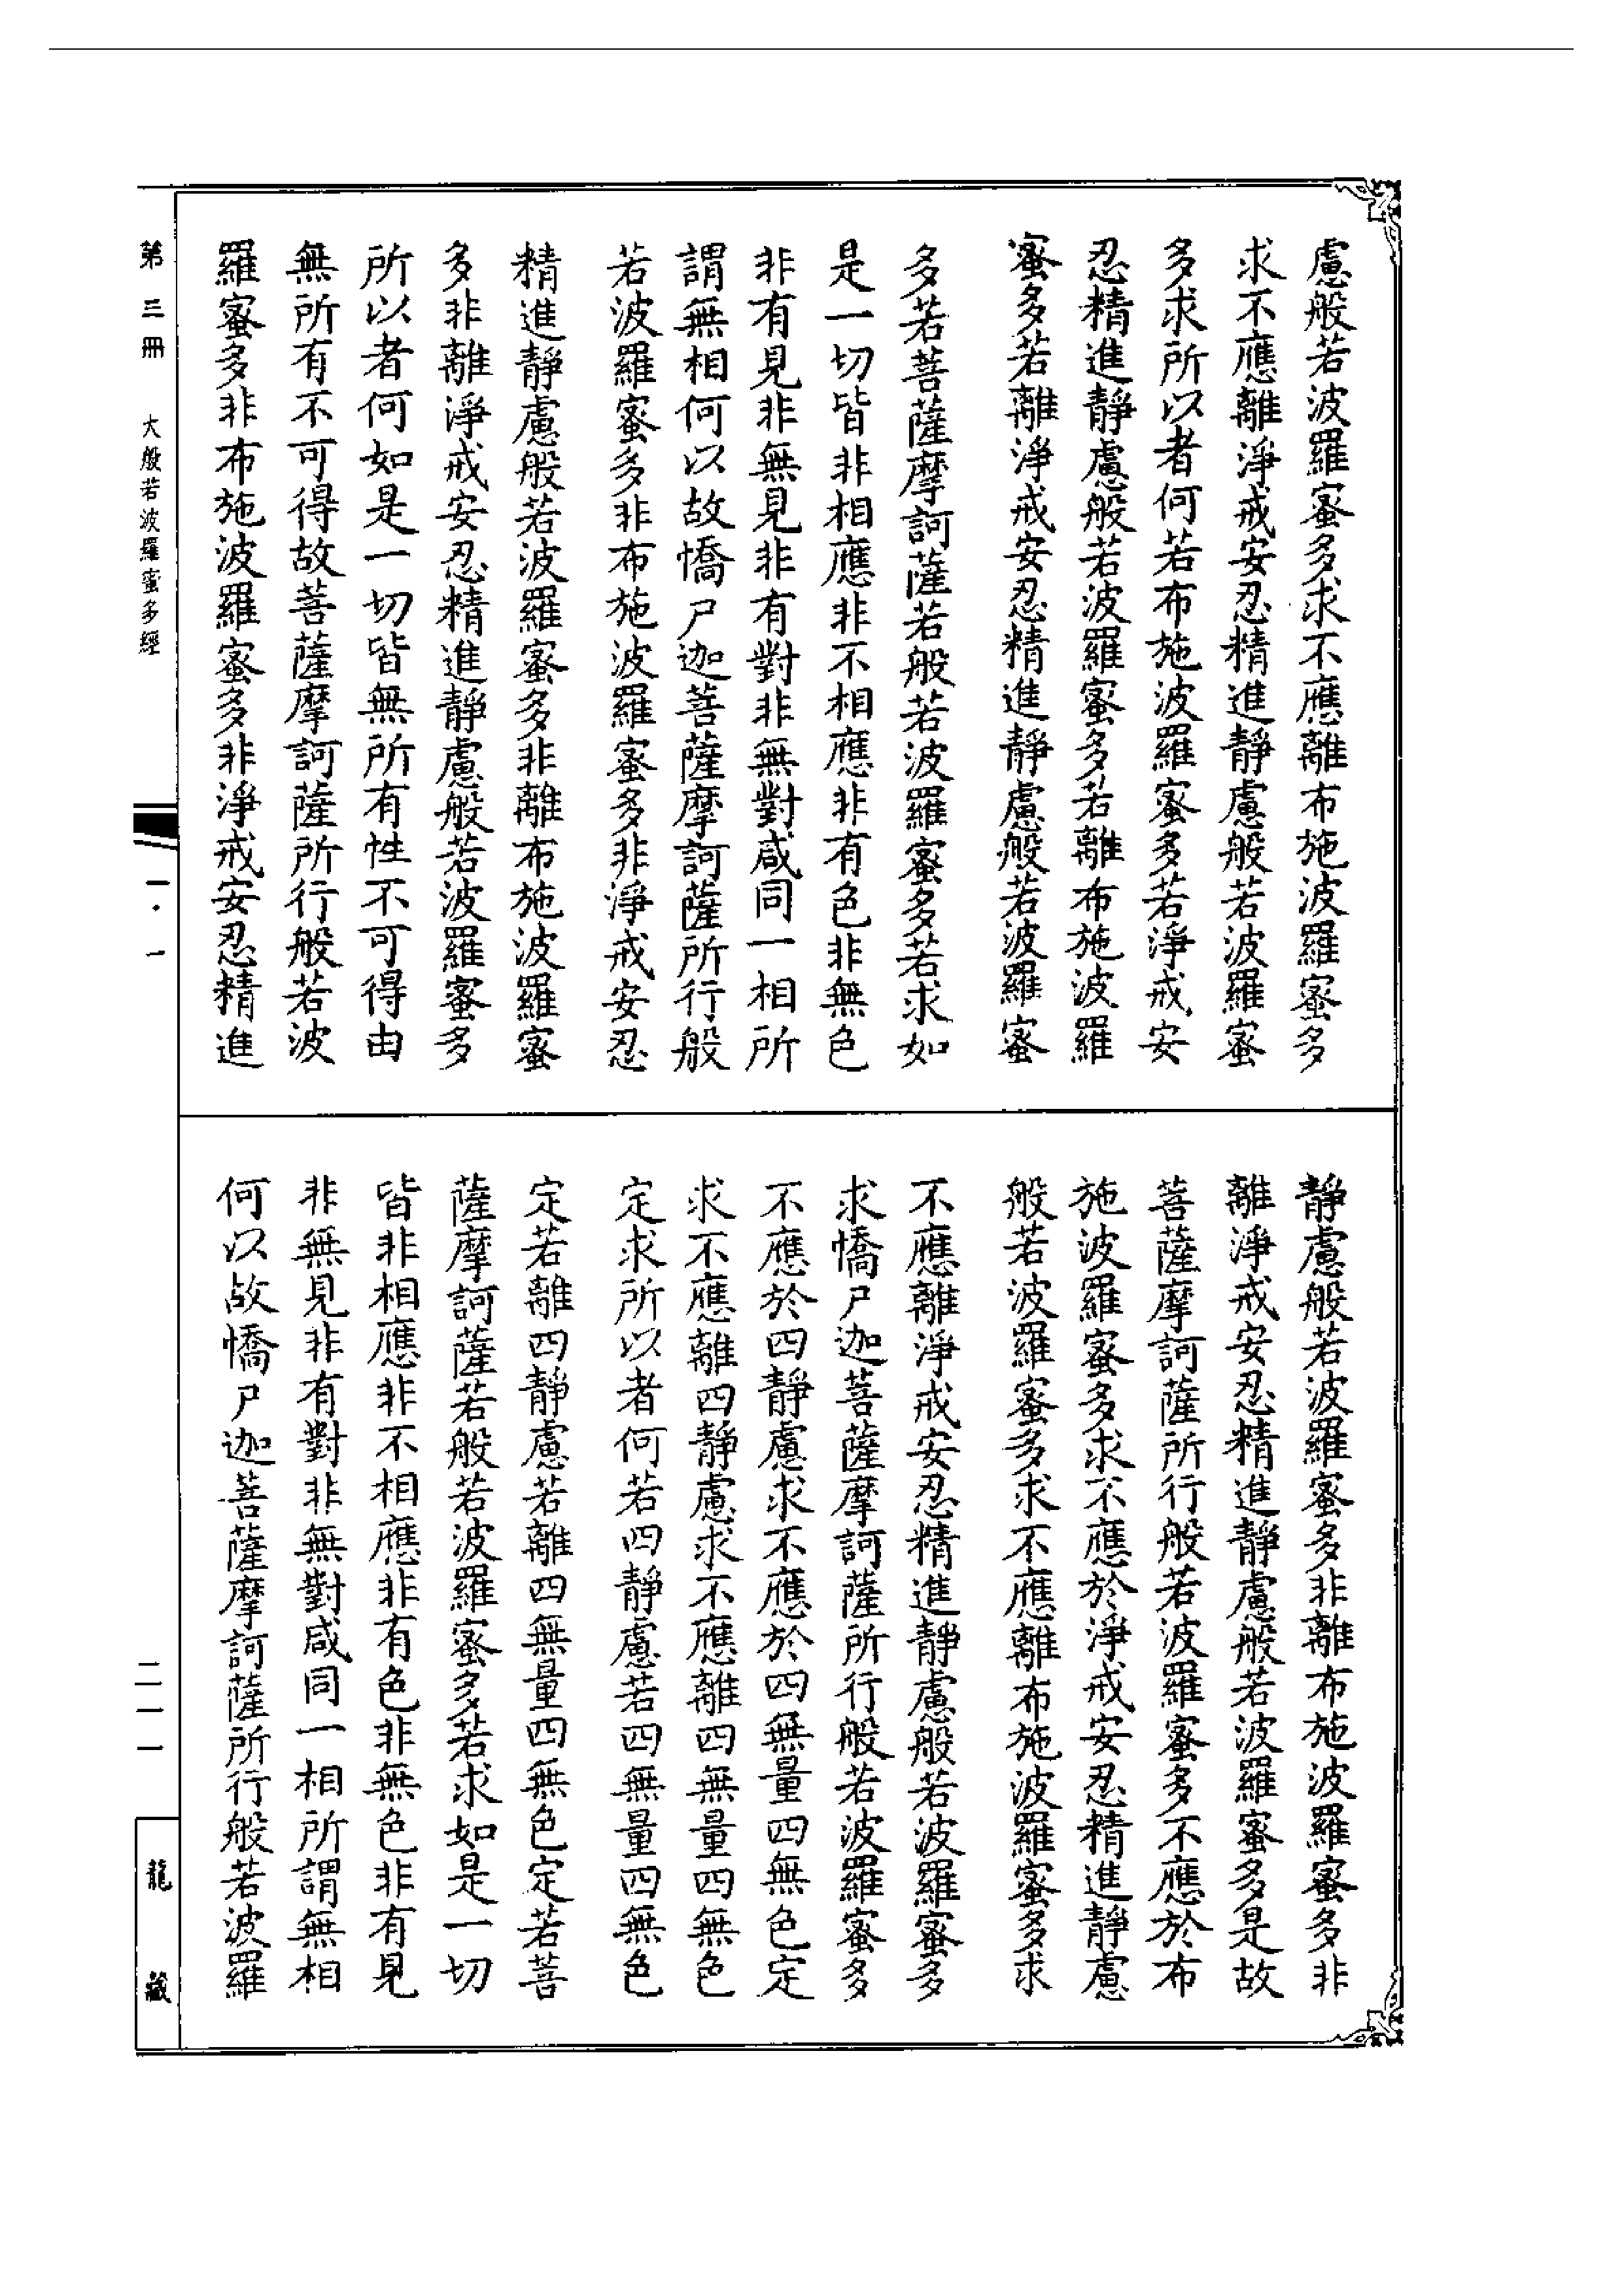 慮般若波羅蜜多求不應離布施波羅蜜多
求不應離淨戒安忍精進靜慮般若波羅蜜
多求所以者何若布施波羅蜜多若淨戒安
忍精進靜慮般若波羅蜜多若離布施波羅
蜜多若離淨戒安忍精進靜慮般若波羅蜜
多若菩薩摩訶薩若般若波羅蜜多若求如
是一切皆非相應非不相應非有色非無色
非有見非無見非有對非無對咸同一相所
謂無相何以故憍尸迦菩薩摩訶薩所行般
若波羅蜜多非布施波羅蜜多非淨戒安忍
精進靜慮般若波羅蜜多非離布施波羅蜜
多非離淨戒安忍精進靜慮般若波羅蜜多
所以者何如是一切皆無所有性不可得由
無所有不可得故菩薩摩訶薩所行般若波
羅蜜多非布施波羅蜜多非淨戒安忍精進
靜慮般若波羅蜜多非離布施波羅蜜多非
離淨戒安忍精進靜慮般若波羅蜜多是故
菩薩摩訶薩所行般若波羅蜜多不應於布
施波羅蜜多求不應於淨戒安忍精進靜慮
般若波羅蜜多求不應離布施波羅蜜多求
不應離淨戒安忍精進靜慮般若波羅蜜多
求憍尸迦菩薩摩訶薩所行般若波羅蜜多
不應於四靜慮求不應於四無量四無色定
求不應離四靜慮求不應離四無量四無色
定求所以者何若四靜慮若四無量四無色
定若離四靜慮若離四無量四無色定若菩
薩摩訶薩若般若波羅蜜多若求如是一切
皆非相應非不相應非有色非無色非有見
非無見非有對非無對咸同一相所謂無相
何以故憍尸迦菩薩摩訶薩所行般若波羅
第三冊 大般若波羅蜜多經 一·一 二一一 龍藏